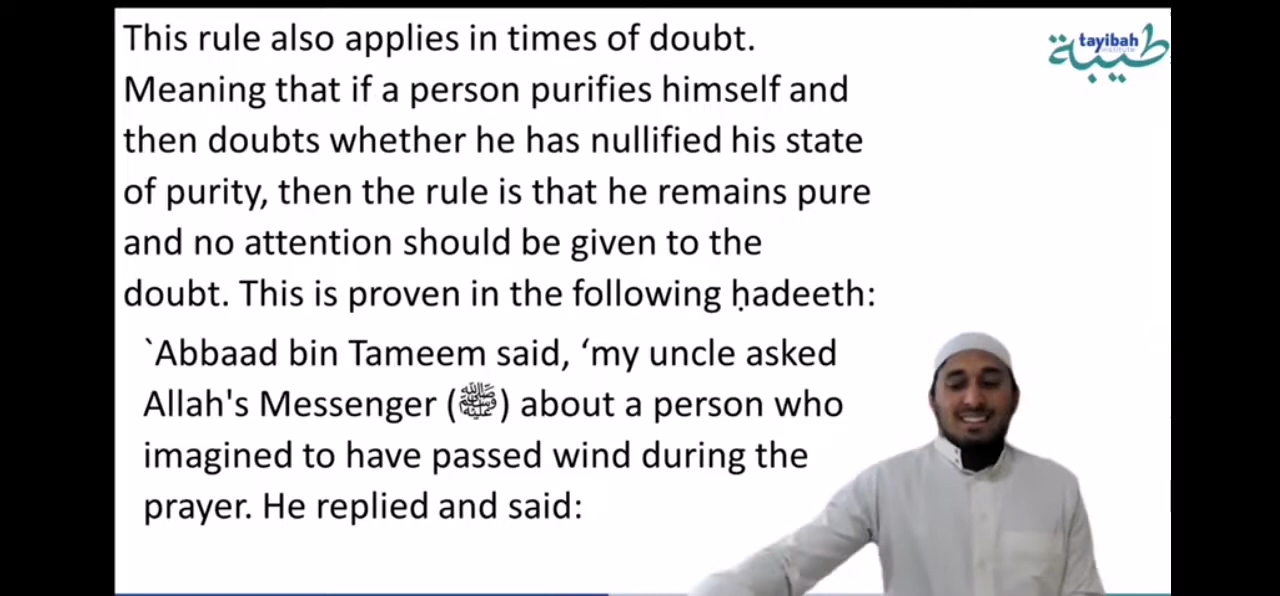 This rule also applies in times of doubt.
Meaning that if a person purifies himself and
then doubts whether he has nullified his state
of purity, then the rule is that he remains pure
and no attention should be given to the
doubt. This is proven in the following ḥadeeth:
`Abbaad bin Tameem said, ‘my uncle asked
Allah's Messenger (ﷺ) about a person who
imagined to have passed wind during the
prayer. He replied and said:
طيبة
tayibah
institute